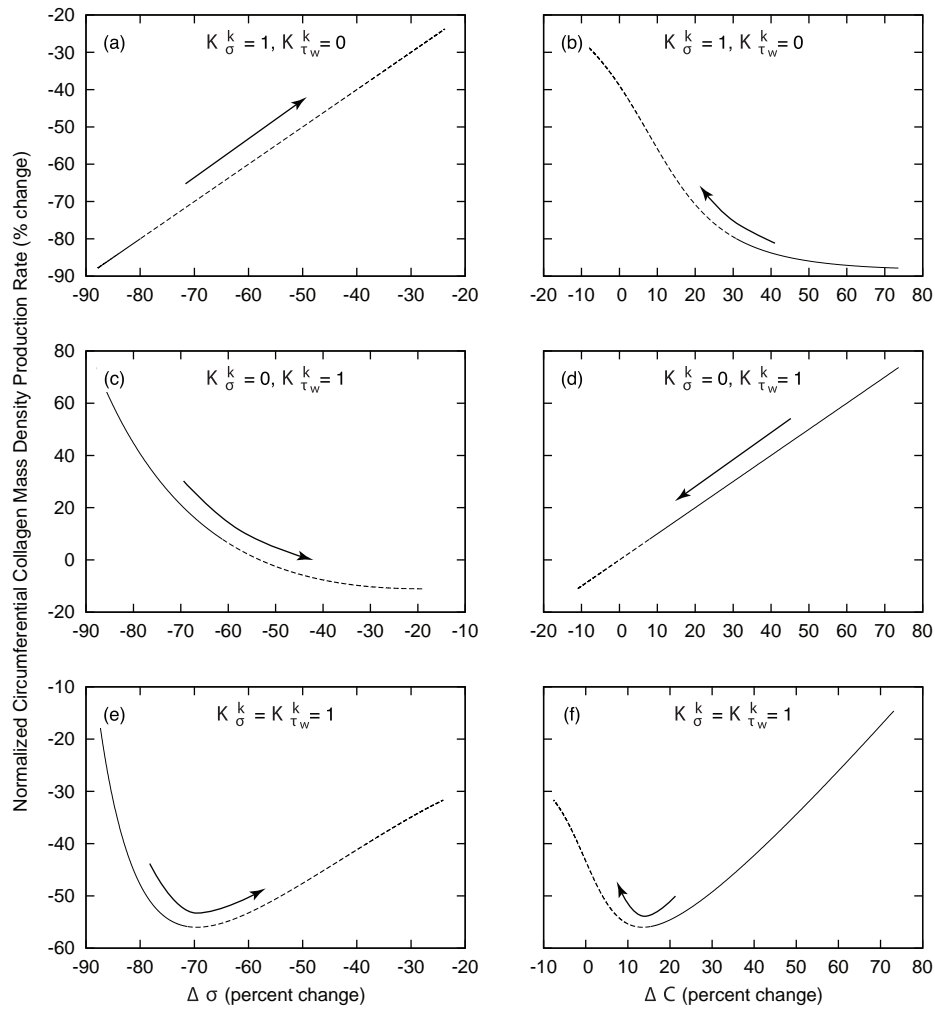 Normalized Circumferential Collagen Mass Density Production Rate (% change)
(a) K k σ = 1, K k τw = 0
-20
-30
-40
-50
-60
-70
-80
-90
-90 -80 -70 -60 -50 -40 -30 -20
(b) K k σ = 1, K k τw = 0
-20 -10 0 10 20 30 40 50 60 70 80
(c) K k σ = 0, K k τw = 1
80
60
40
20
0
-20
-90 -80 -70 -60 -50 -40 -30 -20 -10
(d) K k σ = 0, K k τw = 1
-20 -10 0 10 20 30 40 50 60 70 80
(e) K k σ = K k τw = 1
-10
-20
-30
-40
-50
-60
-90 -80 -70 -60 -50 -40 -30 -20
Δ σ (percent change)
(f) K k σ = K k τw = 1
-10 0 10 20 30 40 50 60 70 80
Δ C (percent change)